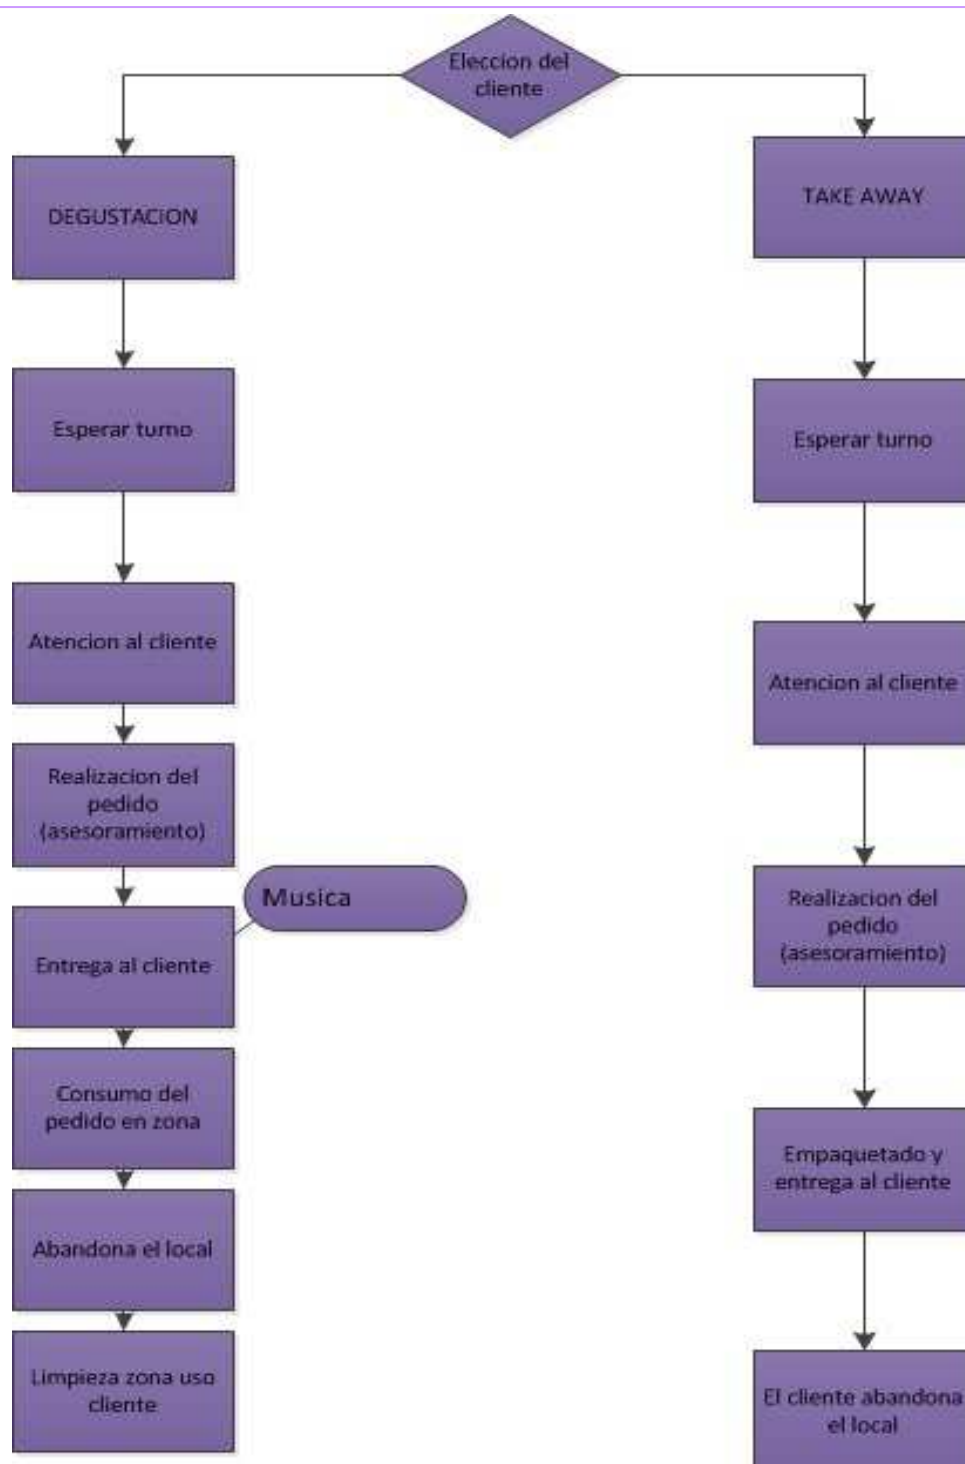 Eleccion del
cliente
DEGUSTACION
Esperar turno
Atencion al cliente
Realizacion del
pedido
(asesoramiento)
Musica
Entrega al cliente
Consumo del
pedido en zona
Abandona el local
Limpieza zona uso
cliente
TAKE AWAY
Esperar turno
Atencion al cliente
Realizacion del
pedido
(asesoramiento)
Empaquetado y
entrega al cliente
El cliente abandona
el local